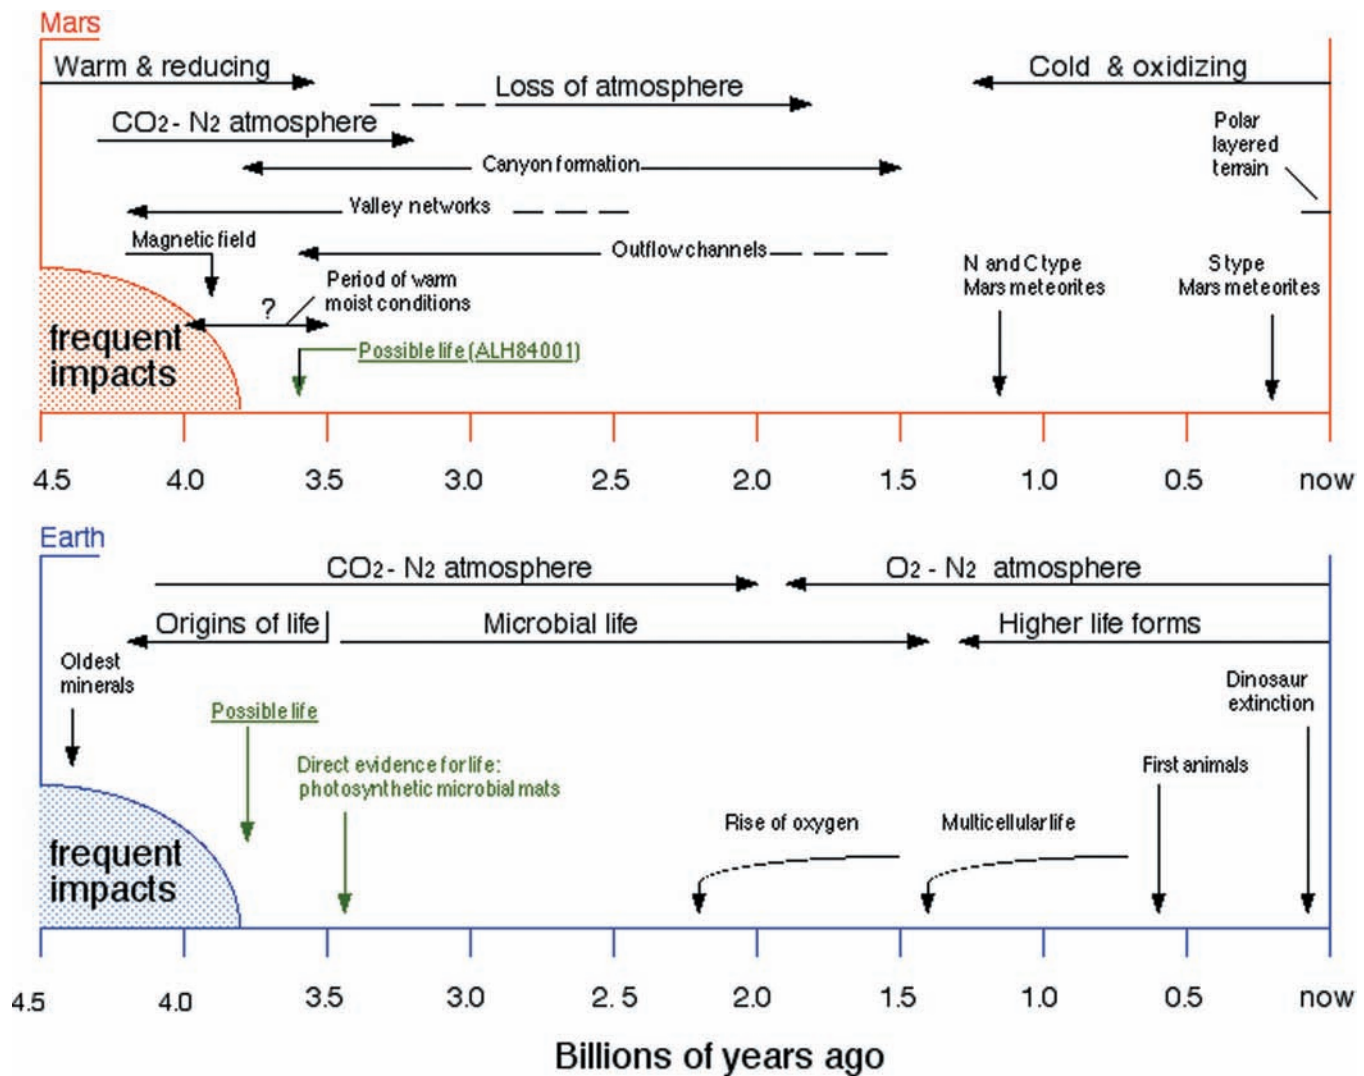 Mars
Warm & reducing
Loss of atmosphere
Cold & oxidizing
CO2 - N2 atmosphere
Polar
layered
terrain
Canyon formation
Valley networks
Magnetic field
Outflow channels
Period of warm
moist conditions
?
N and C type
Mars meteorites
S type
Mars meteorites
frequent
impacts
Possible life (ALH84001)
4.5 4.0 3.5 3.0 2.5 2.0 1.5 1.0 0.5 now
Earth
CO2 - N2 atmosphere
O2 - N2 atmosphere
Origins of life
Microbial life
Higher life forms
Oldest
minerals
Possible life
Dinosaur
extinction
Direct evidence for life:
photosynthetic microbial mats
First animals
Rise of oxygen
Multicellular life
frequent
impacts
4.5 4.0 3.5 3.0 2. 5 2.0 1.5 1.0 0.5 now
Billions of years ago